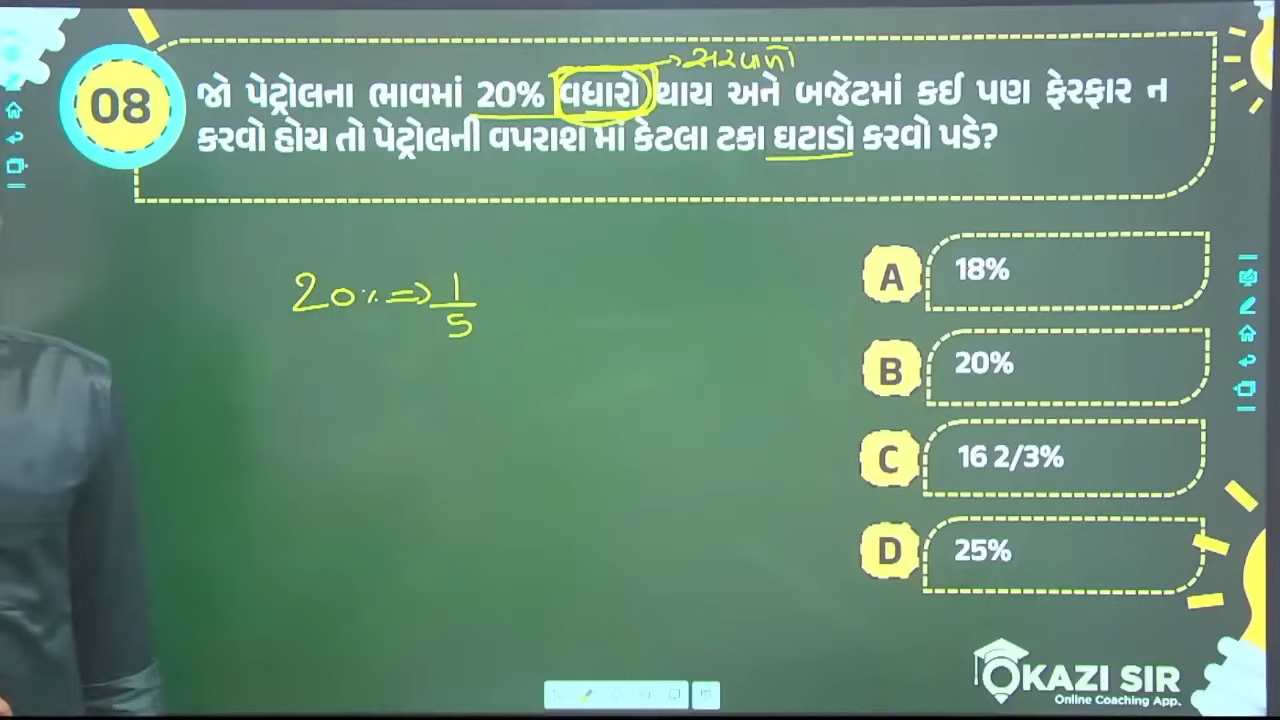 08
જો પેટ્રોલના ભાવમાં 20% વધારો થાય અને બજેટમાં કઈ પણ ફેરફાર ન
કરવો હોય તો પેટ્રોલની વપરાશ માં કેટલા ટકા ઘટાડો કરવો પડે?
20% => 1/5
A 18%
B 20%
C 16 2/3%
D 25%
KAZI SIR
Online Coaching App.